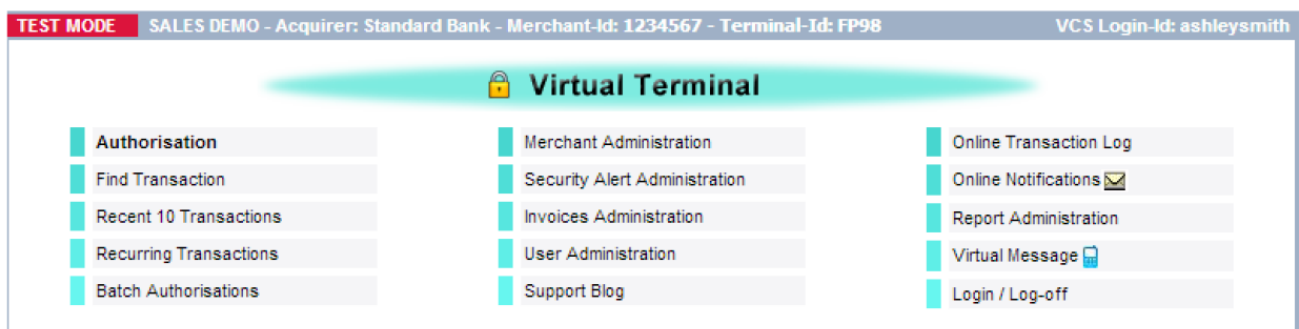 TEST MODE SALES DEMO - Acquirer: Standard Bank - Merchant-Id: 1234567 - Terminal-Id: FP98 VCS Login-Id: ashleysmith
Virtual Terminal
Authorisation
Find Transaction
Recent 10 Transactions
Recurring Transactions
Batch Authorisations
Merchant Administration
Security Alert Administration
Invoices Administration
User Administration
Support Blog
Online Transaction Log
Online Notifications
Report Administration
Virtual Message
Login / Log-off